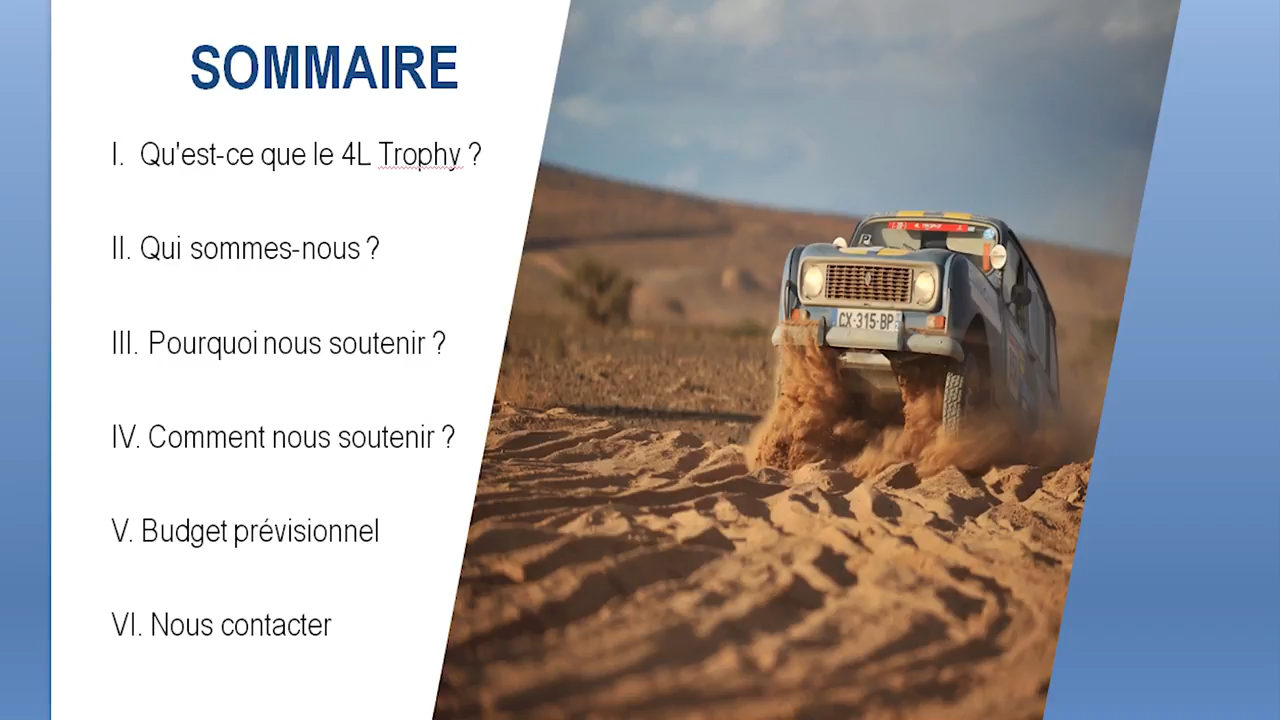 SOMMAIRE
I. Qu'est-ce que le 4L Trophy ?
II. Qui sommes-nous ?
III. Pourquoi nous soutenir ?
IV. Comment nous soutenir ?
V. Budget prévisionnel
VI. Nous contacter
CX-315-BP